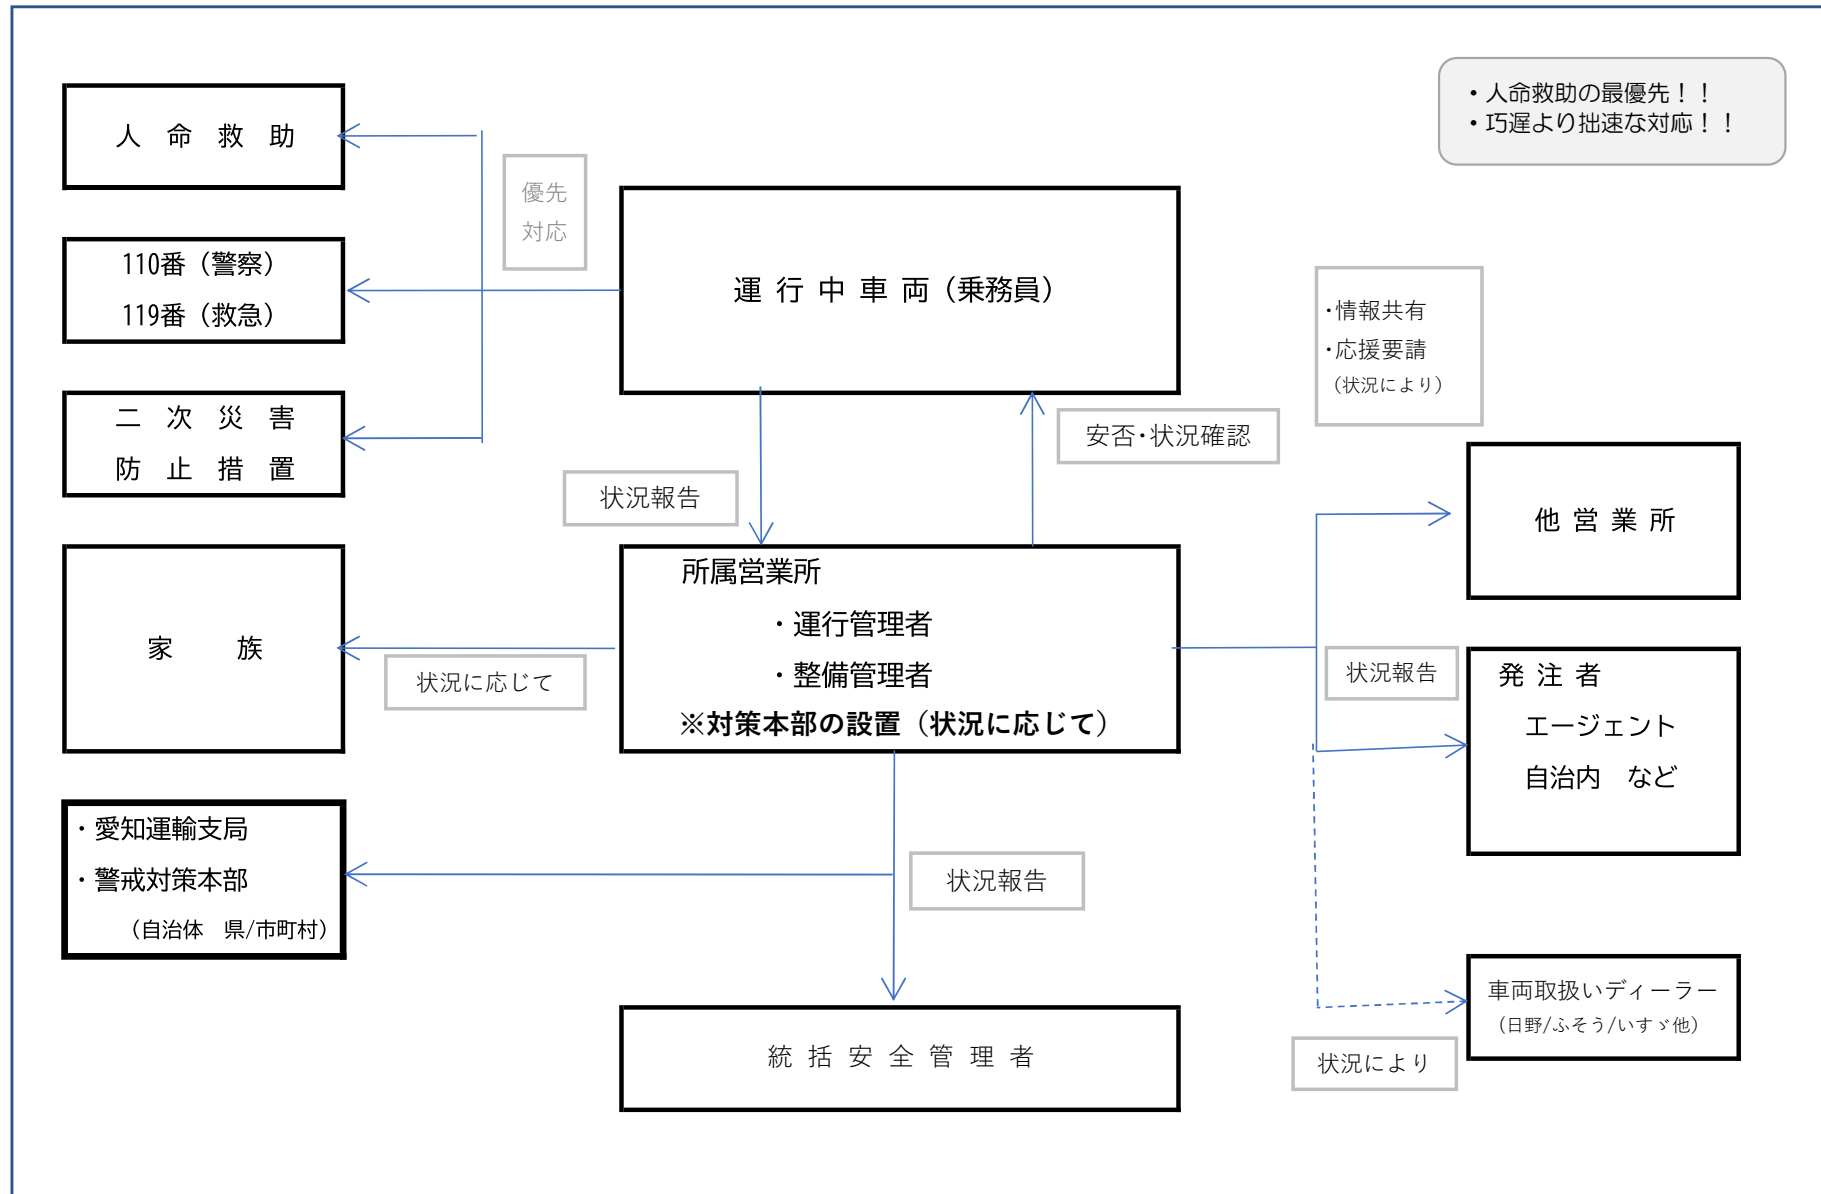 ・人命救助の最優先！！
・巧遅より拙速な対応！！
人　命　救　助
優先
対応
110番（警察）
119番（救急）
運 行 中 車 両（乗務員）
・情報共有
・応援要請
（状況により）
二　次　災　害
防　止　措　置
安否・状況確認
状況報告
他 営 業 所
所属営業所
・運行管理者
・整備管理者
※対策本部の設置（状況に応じて）
家　　族
状況に応じて
状況報告
発 注 者
エージェント
自治内　など
・愛知運輸支局
・警戒対策本部
（自治体　県/市町村）
状況報告
車両取扱いディーラー
（日野/ふそう/いすゞ他）
状況により
統 括 安 全 管 理 者